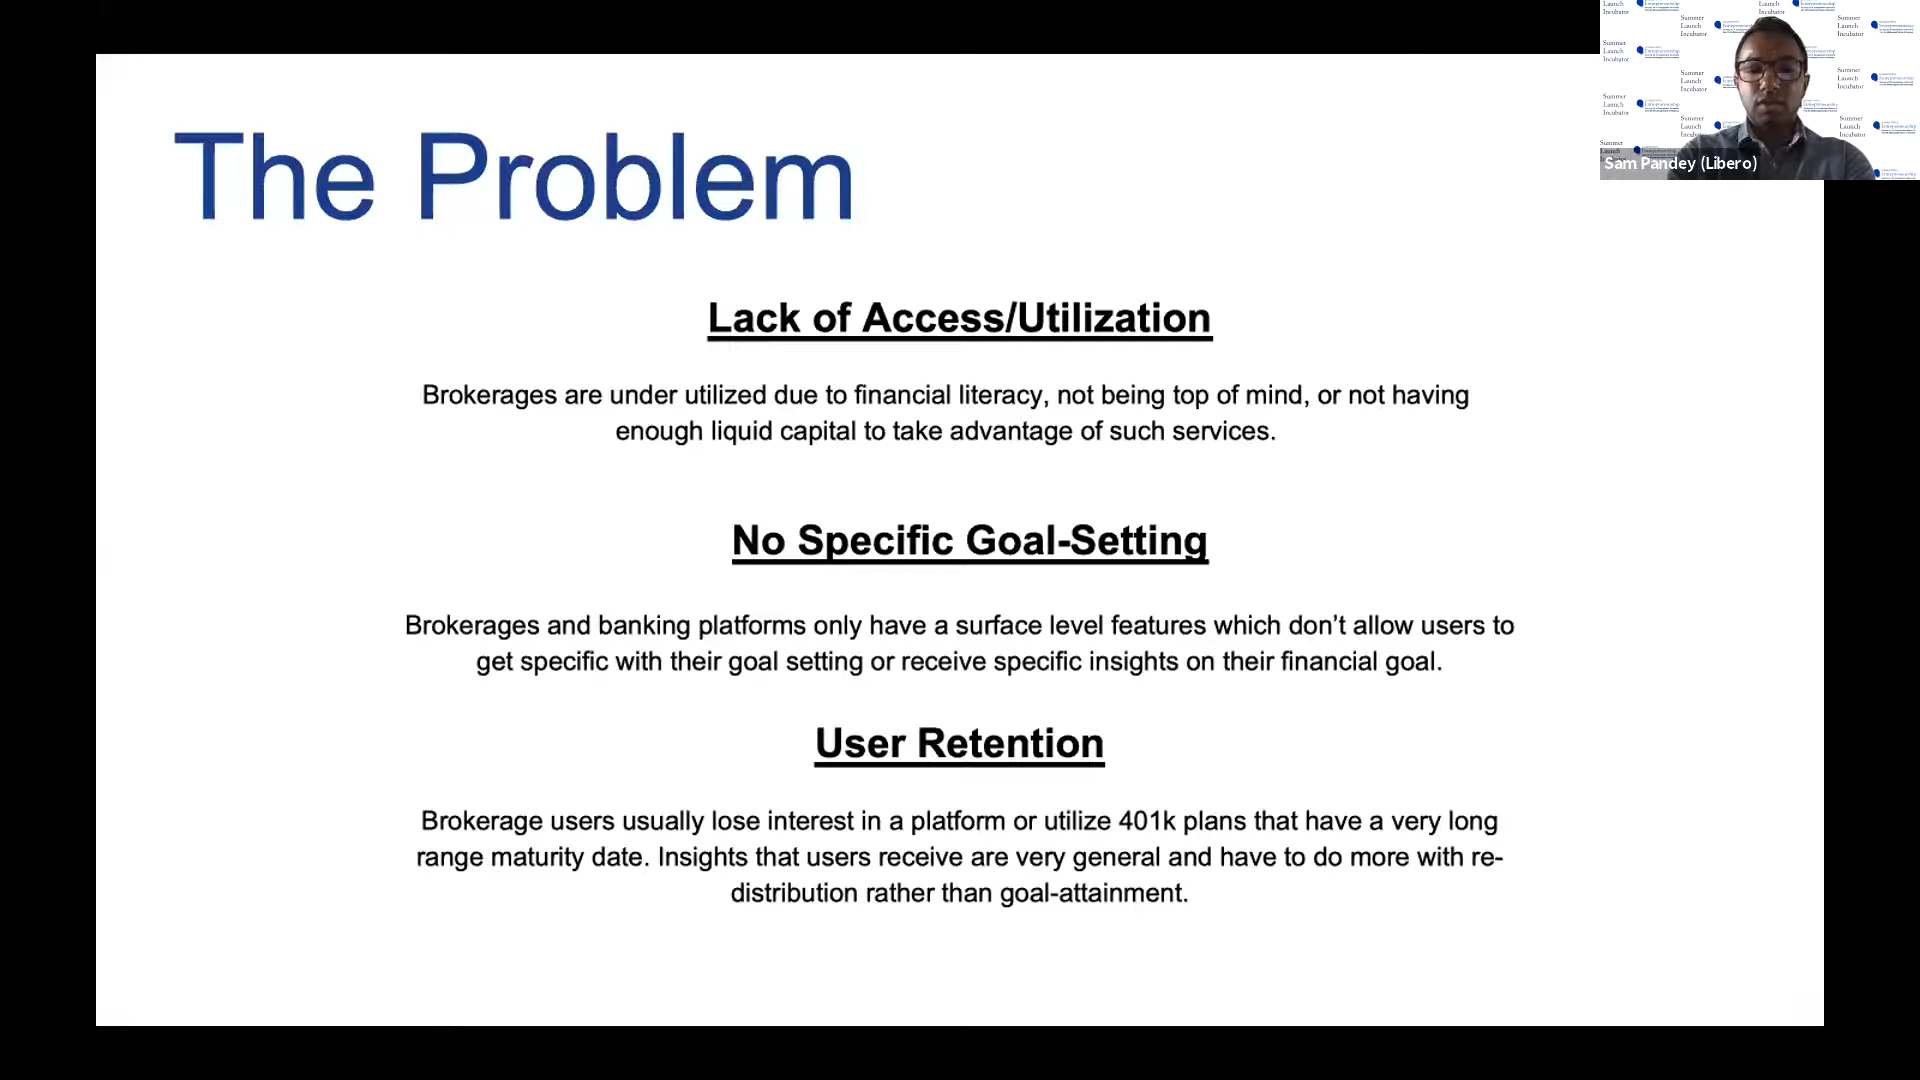 The Problem
Lack of Access/Utilization
Brokerages are under utilized due to financial literacy, not being top of mind, or not having
enough liquid capital to take advantage of such services.
No Specific Goal-Setting
Brokerages and banking platforms only have a surface level features which don’t allow users to
get specific with their goal setting or receive specific insights on their financial goal.
User Retention
Brokerage users usually lose interest in a platform or utilize 401k plans that have a very long
range maturity date. Insights that users receive are very general and have to do more with re-
distribution rather than goal-attainment.
Summer
Launch
Incubator
Entrepreneurship
Sam Pandey (Libero)